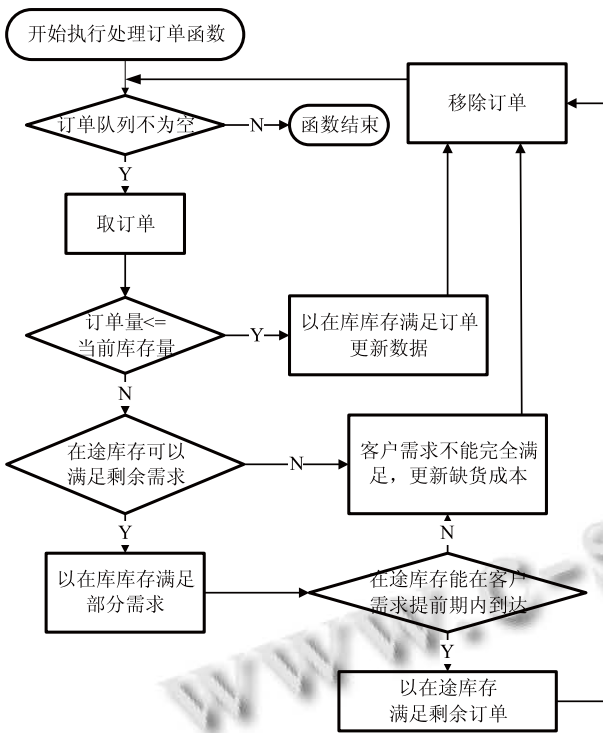 开始执行处理订单函数
移除订单
订单队列不为空
N
函数结束
Y
取订单
订单量<=
当前库存量
Y
以在库库存满足订单
更新数据
N
在途库存可以
满足剩余需求
N
客户需求不能完全满
足，更新缺货成本
Y
N
以在库库存满足
部分需求
在途库存能在客户
需求提前期内到达
Y
以在途库存
满足剩余订单
www.c-s